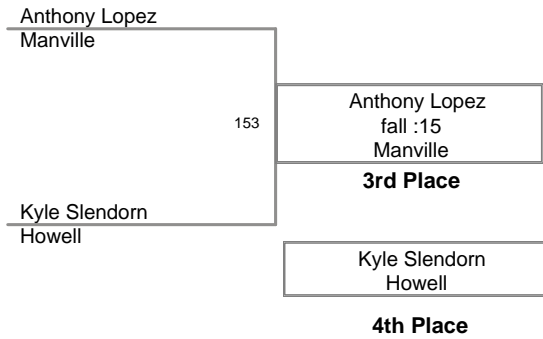 Anthony Lopez
Manville
153
Anthony Lopez
fall :15
Manville
3rd Place
Kyle Slendorn
Howell
Kyle Slendorn
Howell
4th Place